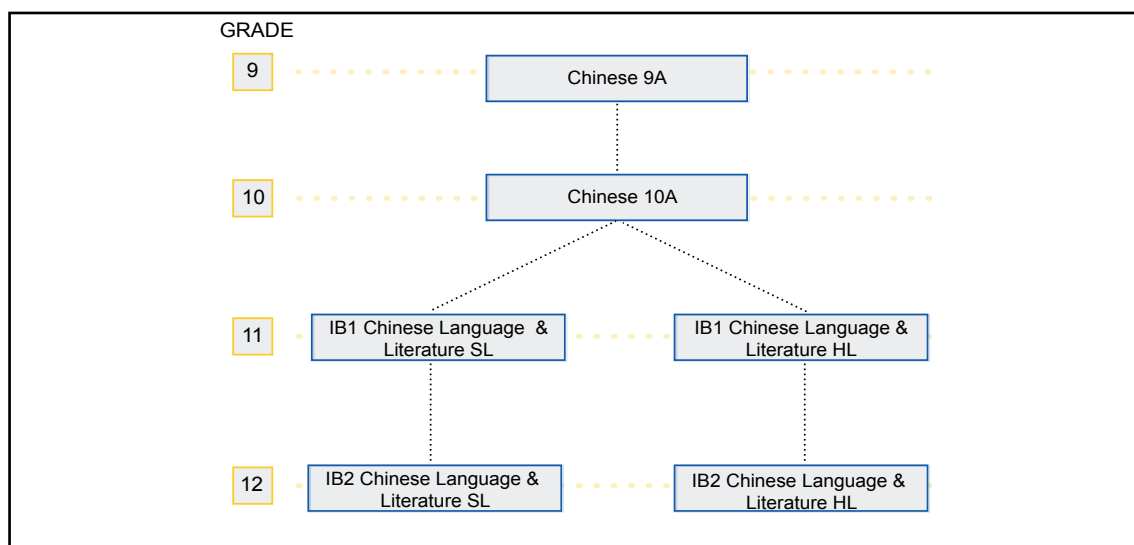 GRADE
9
Chinese 9A
10
Chinese 10A
11
IB1 Chinese Language &
Literature SL
IB1 Chinese Language &
Literature HL
12
IB2 Chinese Language &
Literature SL
IB2 Chinese Language &
Literature HL